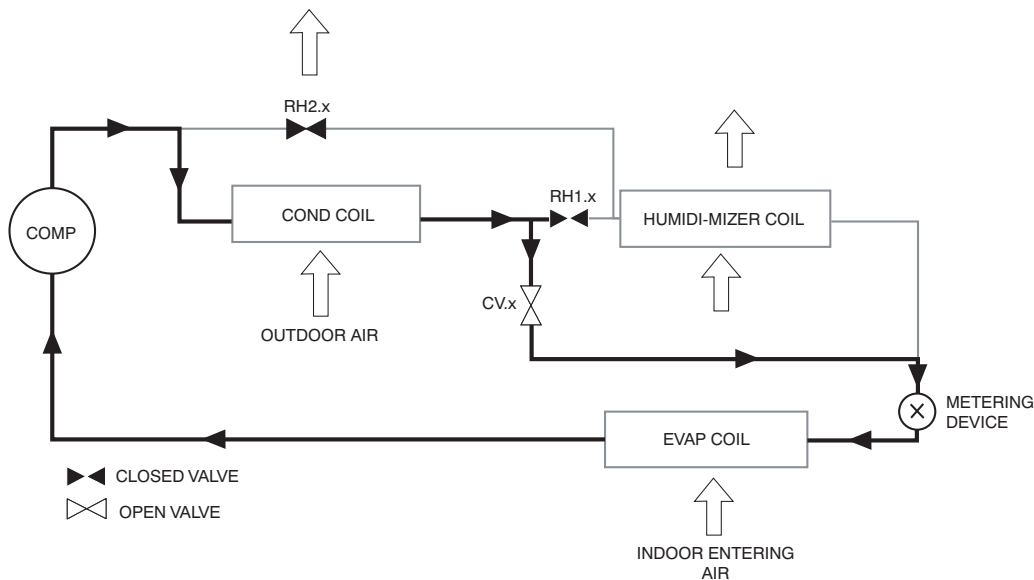 RH2.x
COMP
COND COIL
RH1.x
HUMIDI-MIZER COIL
CV.x
OUTDOOR AIR
METERING
DEVICE
EVAP COIL
CLOSED VALVE
OPEN VALVE
INDOOR ENTERING
AIR